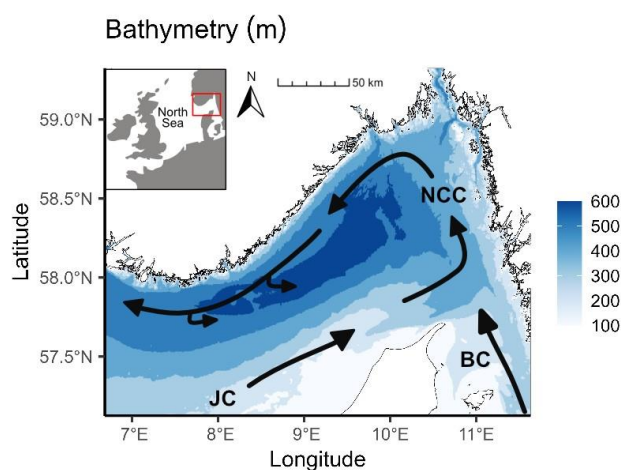 Bathymetry (m)
North
Sea
N
50 km
59.0°N
58.5°N
58.0°N
57.5°N
Latitude
NCC
JC
BC
600
500
400
300
200
100
7°E
8°E
9°E
10°E
11°E
Longitude